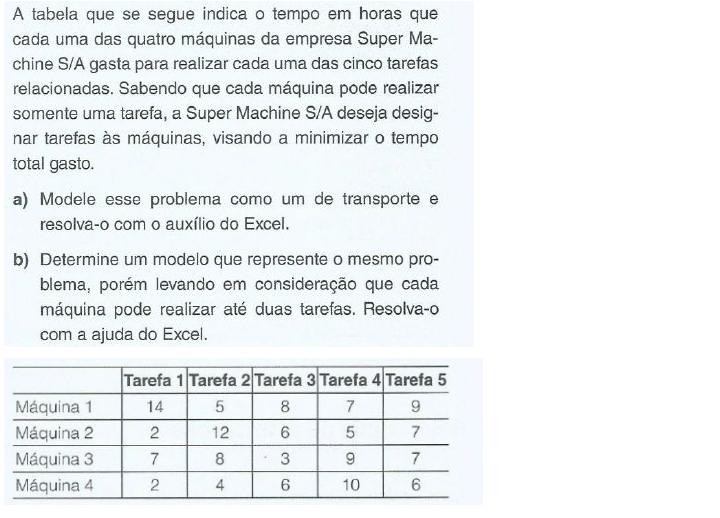 A tabela que se segue indica o tempo em horas que
cada uma das quatro máquinas da empresa Super Ma-
chine S/A gasta para realizar cada uma das cinco tarefas
relacionadas. Sabendo que cada máquina pode realizar
somente uma tarefa, a Super Machine S/A deseja desig-
nar tarefas às máquinas, visando a minimizar o tempo
total gasto.
a) Modele esse problema como um de transporte e
resolva-o com o auxílio do Excel.
b) Determine um modelo que represente o mesmo pro-
blema, porém levando em consideração que cada
máquina pode realizar até duas tarefas. Resolva-o
com a ajuda do Excel.
Tarefa 1 Tarefa 2 Tarefa 3 Tarefa 4 Tarefa 5
Máquina 1 14 5 8 7 9
Máquina 2 2 12 6 5 7
Máquina 3 7 8 3 9 7
Máquina 4 2 4 6 10 6